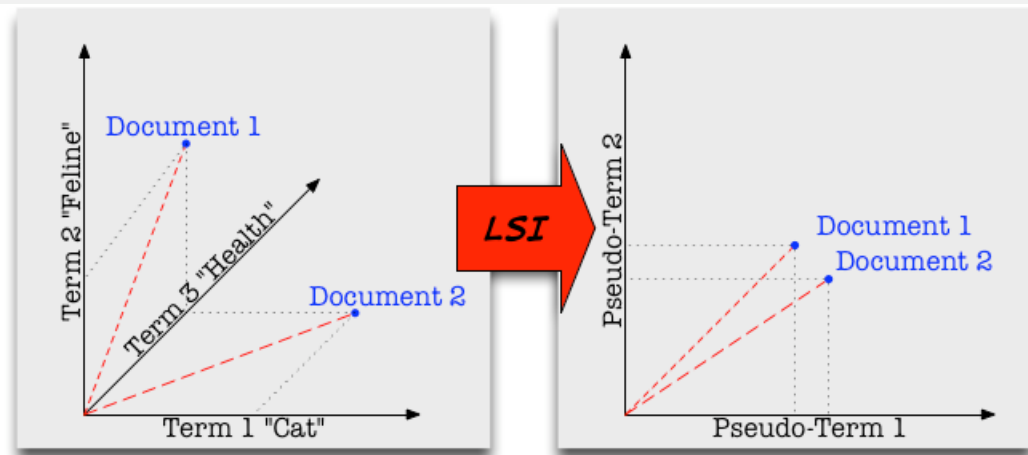 Term 2 "Feline"
Document 1
Term 3 "Health"
Document 2
Term 1 "Cat"
LSI
Pseudo-Term 2
Document 1
Document 2
Pseudo-Term 1